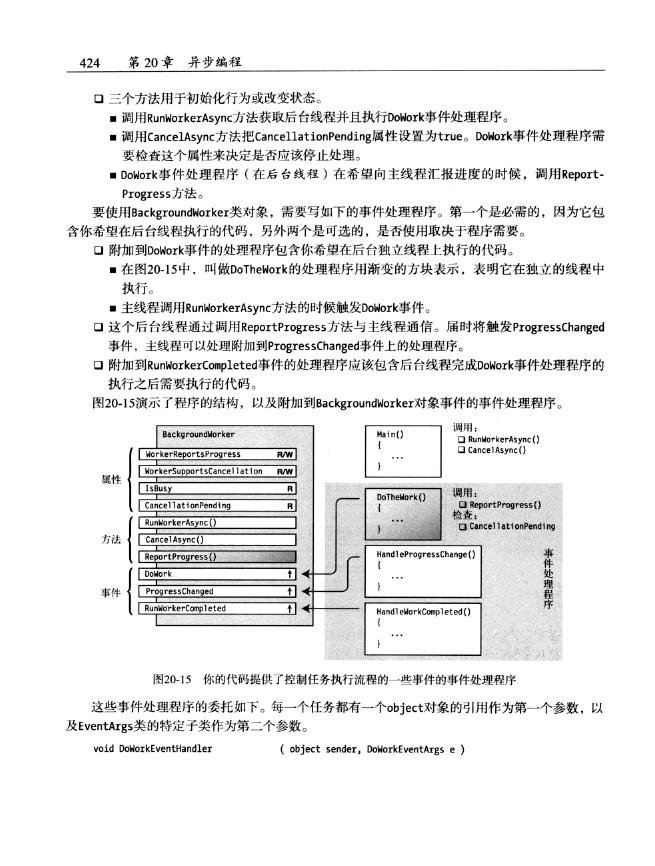 424 第20章 异步编程
三个方法用于初始化行为或改变状态。
调用RunWorkerAsync方法获取后台线程并且执行DoWork事件处理程序。
调用CancelAsync方法把CancellationPending属性设置为true。DoWork事件处理程序需
要检查这个属性来决定是否应该停止处理。
DoWork事件处理程序（在后台线程）在希望向主线程汇报进度的时候，调用Report-
Progress方法。
要使用BackgroundWorker类对象，需要写如下的事件处理程序。第一个是必需的，因为它包
含你希望在后台线程执行的代码，另外两个是可选的，是否使用取决于程序需要。
附加到DoWork事件的处理程序包含你希望在后台独立线程上执行的代码。
在图20-15中，叫做DoTheWork的处理程序用渐变的方块表示，表明它在独立的线程中
执行。
主线程调用RunWorkerAsync方法的时候触发DoWork事件。
这个后台线程通过调用ReportProgress方法与主线程通信。届时将触发ProgressChanged
事件，主线程可以处理附加到ProgressChanged事件上的处理程序。
附加到RunWorkerCompleted事件的处理程序应该包含后台线程完成DoWork事件处理程序的
执行之后需要执行的代码。
图20-15演示了程序的结构，以及附加到BackgroundWorker对象事件的事件处理程序。
BackgroundWorker
属性
WorkerReportsProgress R/W
WorkerSupportsCancellation R/W
IsBusy R
CancellationPending R
方法
RunWorkerAsync()
CancelAsync()
ReportProgress()
事件
DoWork
ProgressChanged
RunWorkerCompleted
Main()
{
...
}
调用：
RunWorkerAsync()
CancelAsync()
DoTheWork()
{
...
}
调用：
ReportProgress()
检查：
CancellationPending
HandleProgressChange()
{
...
}
HandleWorkCompleted()
{
...
}
事件处理程序
图20-15 你的代码提供了控制任务执行流程的一些事件的事件处理程序
这些事件处理程序的委托如下。每一个任务都有一个object对象的引用作为第一个参数，以
及EventArgs类的特定子类作为第二个参数。
void DoWorkEventHandler ( object sender, DoWorkEventArgs e )